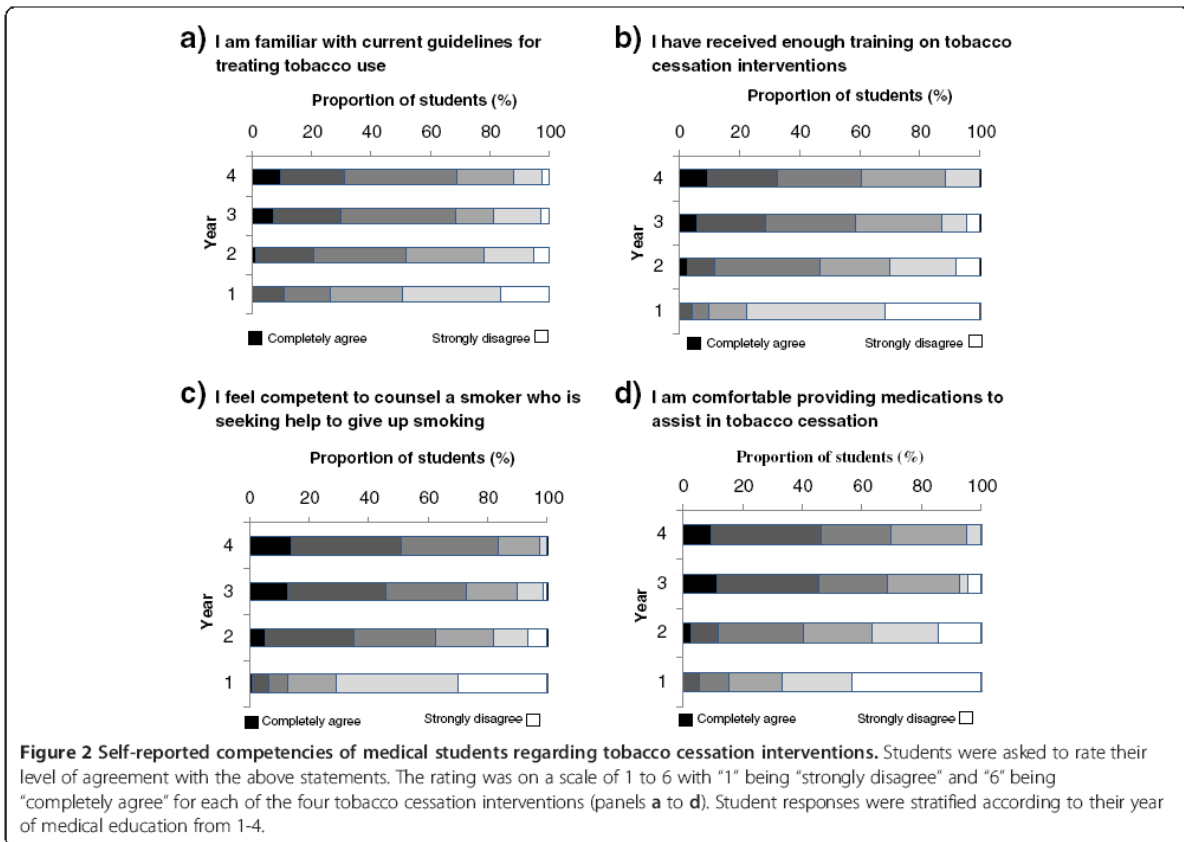 a) I am familiar with current guidelines for
treating tobacco use
Proportion of students (%)
0 20 40 60 80 100
4
3
2
1
Year
Completely agree Strongly disagree
b) I have received enough training on tobacco
cessation interventions
Proportion of students (%)
0 20 40 60 80 100
4
3
2
1
Year
Completely agree Strongly disagree
c) I feel competent to counsel a smoker who is
seeking help to give up smoking
Proportion of students (%)
0 20 40 60 80 100
4
3
2
1
Year
Completely agree Strongly disagree
d) I am comfortable providing medications to
assist in tobacco cessation
Proportion of students (%)
0 20 40 60 80 100
4
3
2
1
Year
Completely agree Strongly disagree
Figure 2 Self-reported competencies of medical students regarding tobacco cessation interventions. Students were asked to rate their
level of agreement with the above statements. The rating was on a scale of 1 to 6 with "1" being "strongly disagree" and "6" being
"completely agree" for each of the four tobacco cessation interventions (panels a to d). Student responses were stratified according to their year
of medical education from 1-4.